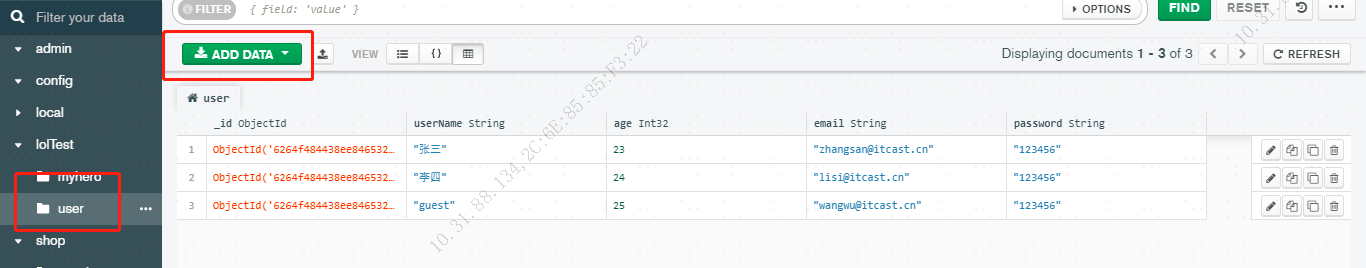 Filter your data
FILTER { field: 'value' }
OPTIONS
FIND
RESET
admin
config
local
lolTest
myhero
user
shop
ADD DATA
VIEW
{}
Displaying documents 1 - 3 of 3
REFRESH
user
_id ObjectId userName String age Int32 email String password String
1 ObjectId('6264f484438ee846532… "张三" 23 "zhangsan@itcast.cn" "123456"
2 ObjectId('6264f484438ee846532… "李四" 24 "lisi@itcast.cn" "123456"
3 ObjectId('6264f484438ee846532… "guest" 25 "wangwu@itcast.cn" "123456"
10.31.88.134,2C:6E:85:85:F3:22
10.31.